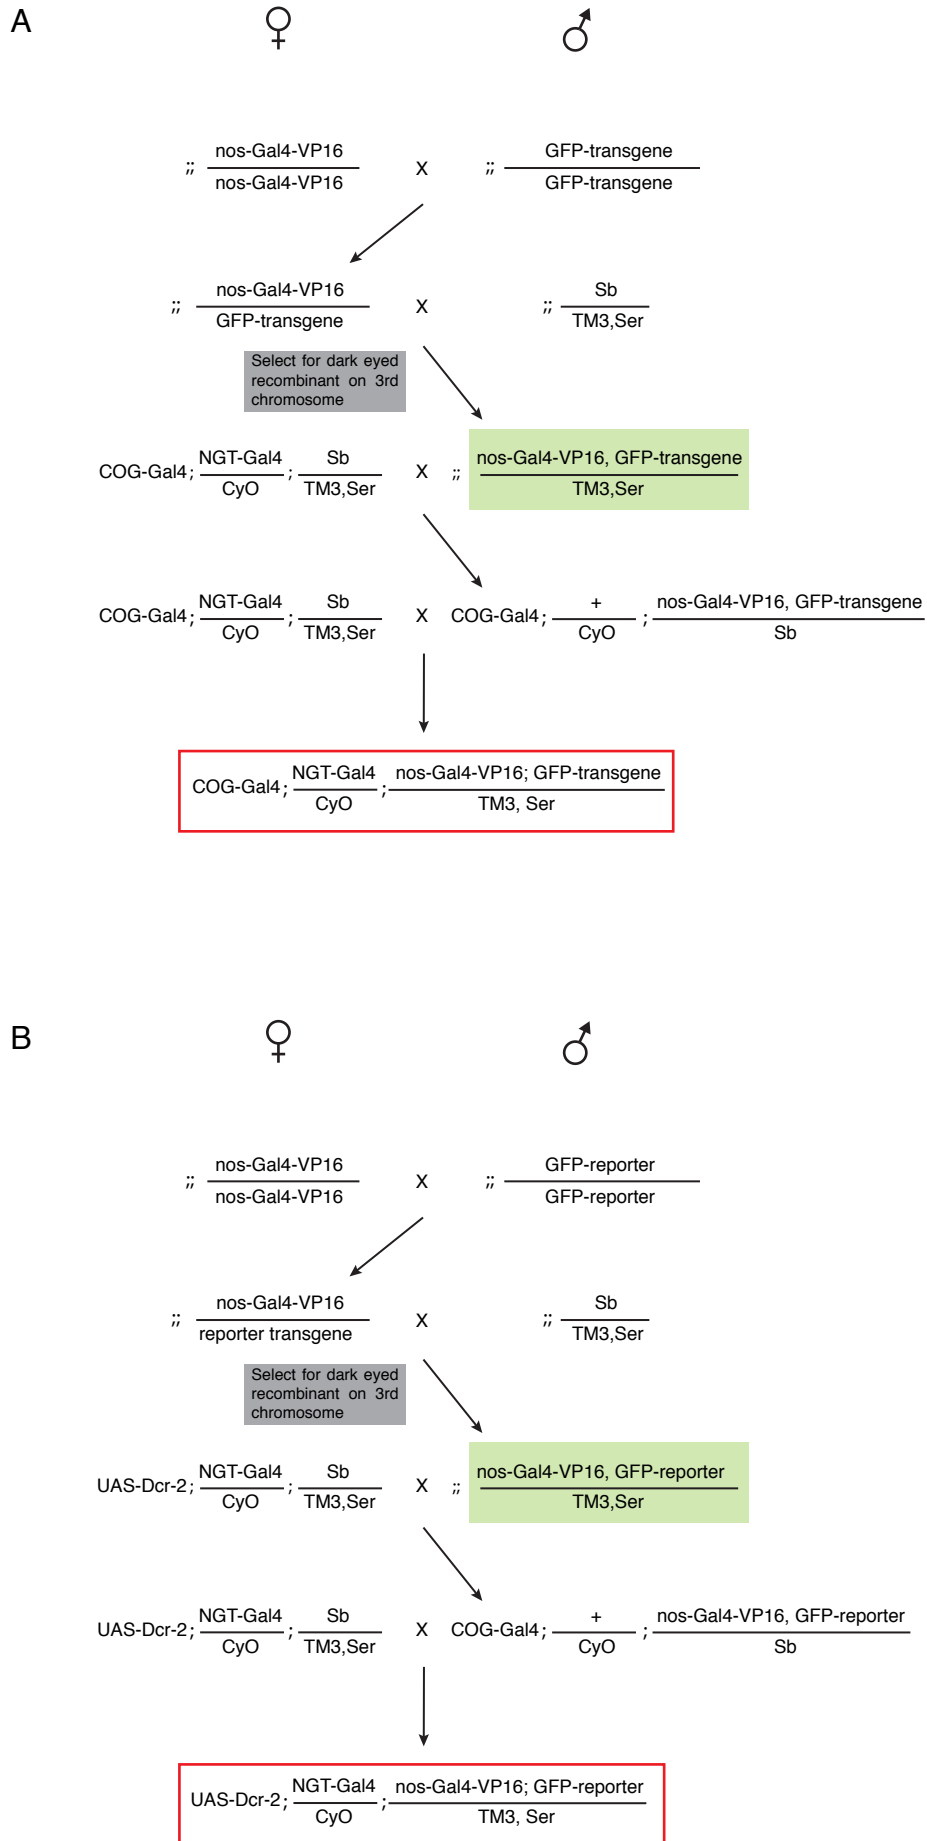 A
♀ ♂
;; nos-Gal4-VP16 X ;; GFP-transgene
nos-Gal4-VP16 GFP-transgene
;; nos-Gal4-VP16 X ;; Sb
GFP-transgene TM3,Ser
Select for dark eyed
recombinant on 3rd
chromosome
COG-Gal4; NGT-Gal4 ; Sb X ;; nos-Gal4-VP16, GFP-transgene
CyO TM3,Ser TM3,Ser
COG-Gal4; NGT-Gal4 ; Sb X COG-Gal4; + ; nos-Gal4-VP16, GFP-transgene
CyO TM3,Ser CyO Sb
COG-Gal4; NGT-Gal4 ; nos-Gal4-VP16; GFP-transgene
CyO TM3, Ser
B
♀ ♂
;; nos-Gal4-VP16 X ;; GFP-reporter
nos-Gal4-VP16 GFP-reporter
;; nos-Gal4-VP16 X ;; Sb
reporter transgene TM3,Ser
Select for dark eyed
recombinant on 3rd
chromosome
UAS-Dcr-2; NGT-Gal4 ; Sb X ;; nos-Gal4-VP16, GFP-reporter
CyO TM3,Ser TM3,Ser
UAS-Dcr-2; NGT-Gal4 ; Sb X COG-Gal4; + ; nos-Gal4-VP16, GFP-reporter
CyO TM3,Ser CyO Sb
UAS-Dcr-2; NGT-Gal4 ; nos-Gal4-VP16; GFP-reporter
CyO TM3, Ser